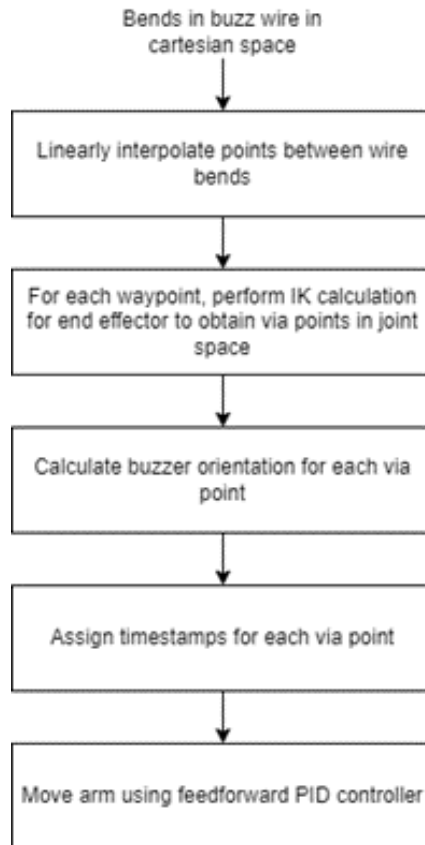 Bends in buzz wire in
cartesian space
Linearly interpolate points between wire
bends
For each waypoint, perform IK calculation
for end effector to obtain via points in joint
space
Calculate buzzer orientation for each via
point
Assign timestamps for each via point
Move arm using feedforward PID controller